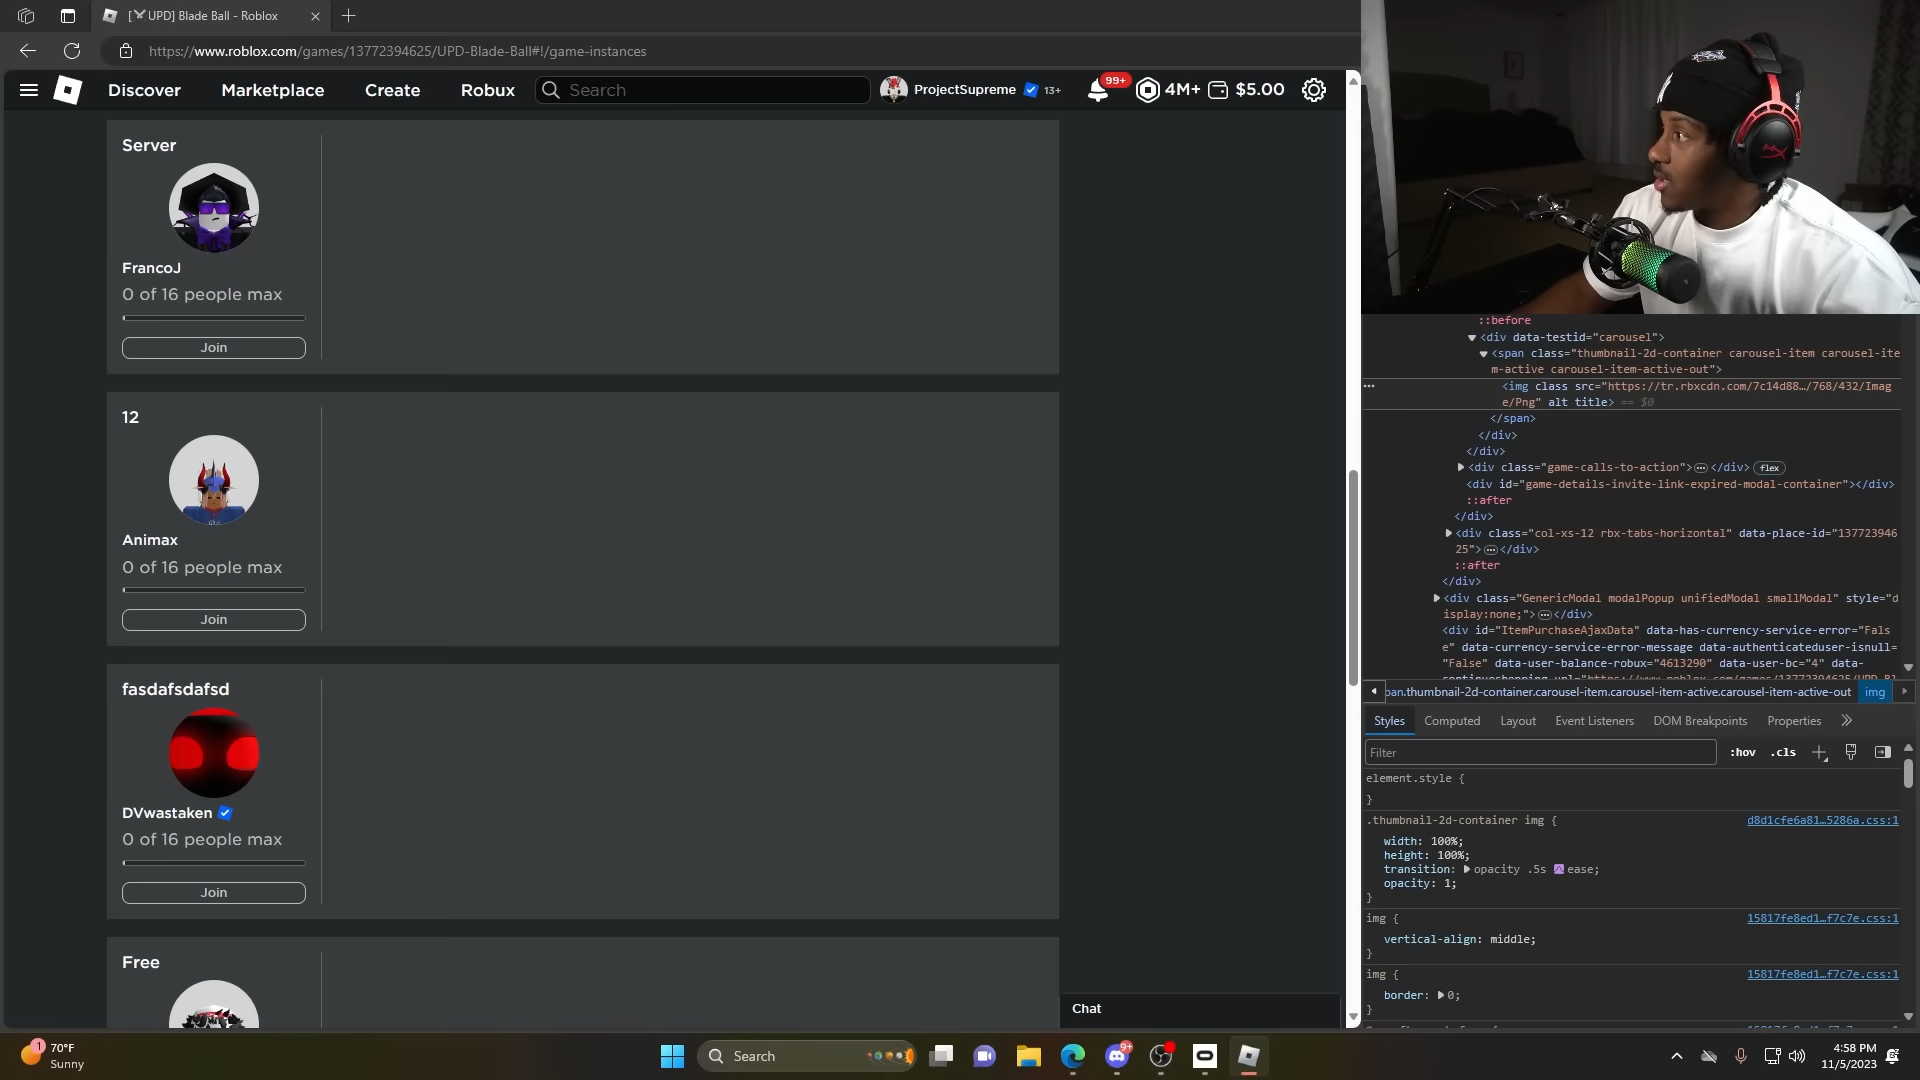 [⚔UPD] Blade Ball - Roblox
https://www.roblox.com/games/13772394625/UPD-Blade-Ball#!/game-instances
Discover
Marketplace
Create
Robux
Search
ProjectSupreme
13+
99+
4M+
$5.00
Server
FrancoJ
0 of 16 people max
Join
12
Animax
0 of 16 people max
Join
fasdafsdafsd
DVwastaken
0 of 16 people max
Join
Free
Chat
::before
<div data-testid="carousel">
<span class="thumbnail-2d-container carousel-item carousel-ite
m-active carousel-item-active-out">
<img class src="https://tr.rbxcdn.com/7c14d88…/768/432/Imag
e/Png" alt title> == $0
</span>
</div>
</div>
<div class="game-calls-to-action"> </div> flex
<div id="game-details-invite-link-expired-modal-container"></div>
::after
</div>
<div class="col-xs-12 rbx-tabs-horizontal" data-place-id="137723946
25"> </div>
::after
</div>
<div class="GenericModal modalPopup unifiedModal smallModal" style="d
isplay:none;"> </div>
<div id="ItemPurchaseAjaxData" data-has-currency-service-error="Fals
e" data-currency-service-error-message data-authenticateduser-isnull=
"False" data-user-balance-robux="4613290" data-user-bc="4" data-
pan.thumbnail-2d-container.carousel-item.carousel-item-active.carousel-item-active-out
img
Styles
Computed
Layout
Event Listeners
DOM Breakpoints
Properties
Filter
:hov
.cls
element.style {
}
.thumbnail-2d-container img {
d8d1cfe6a81…5286a.css:1
width: 100%;
height: 100%;
transition: opacity .5s ease;
opacity: 1;
}
img {
15817fe8ed1…f7c7e.css:1
vertical-align: middle;
}
img {
15817fe8ed1…f7c7e.css:1
border: 0;
}
1
70°F
Sunny
Search
9+
4:58 PM
11/5/2023